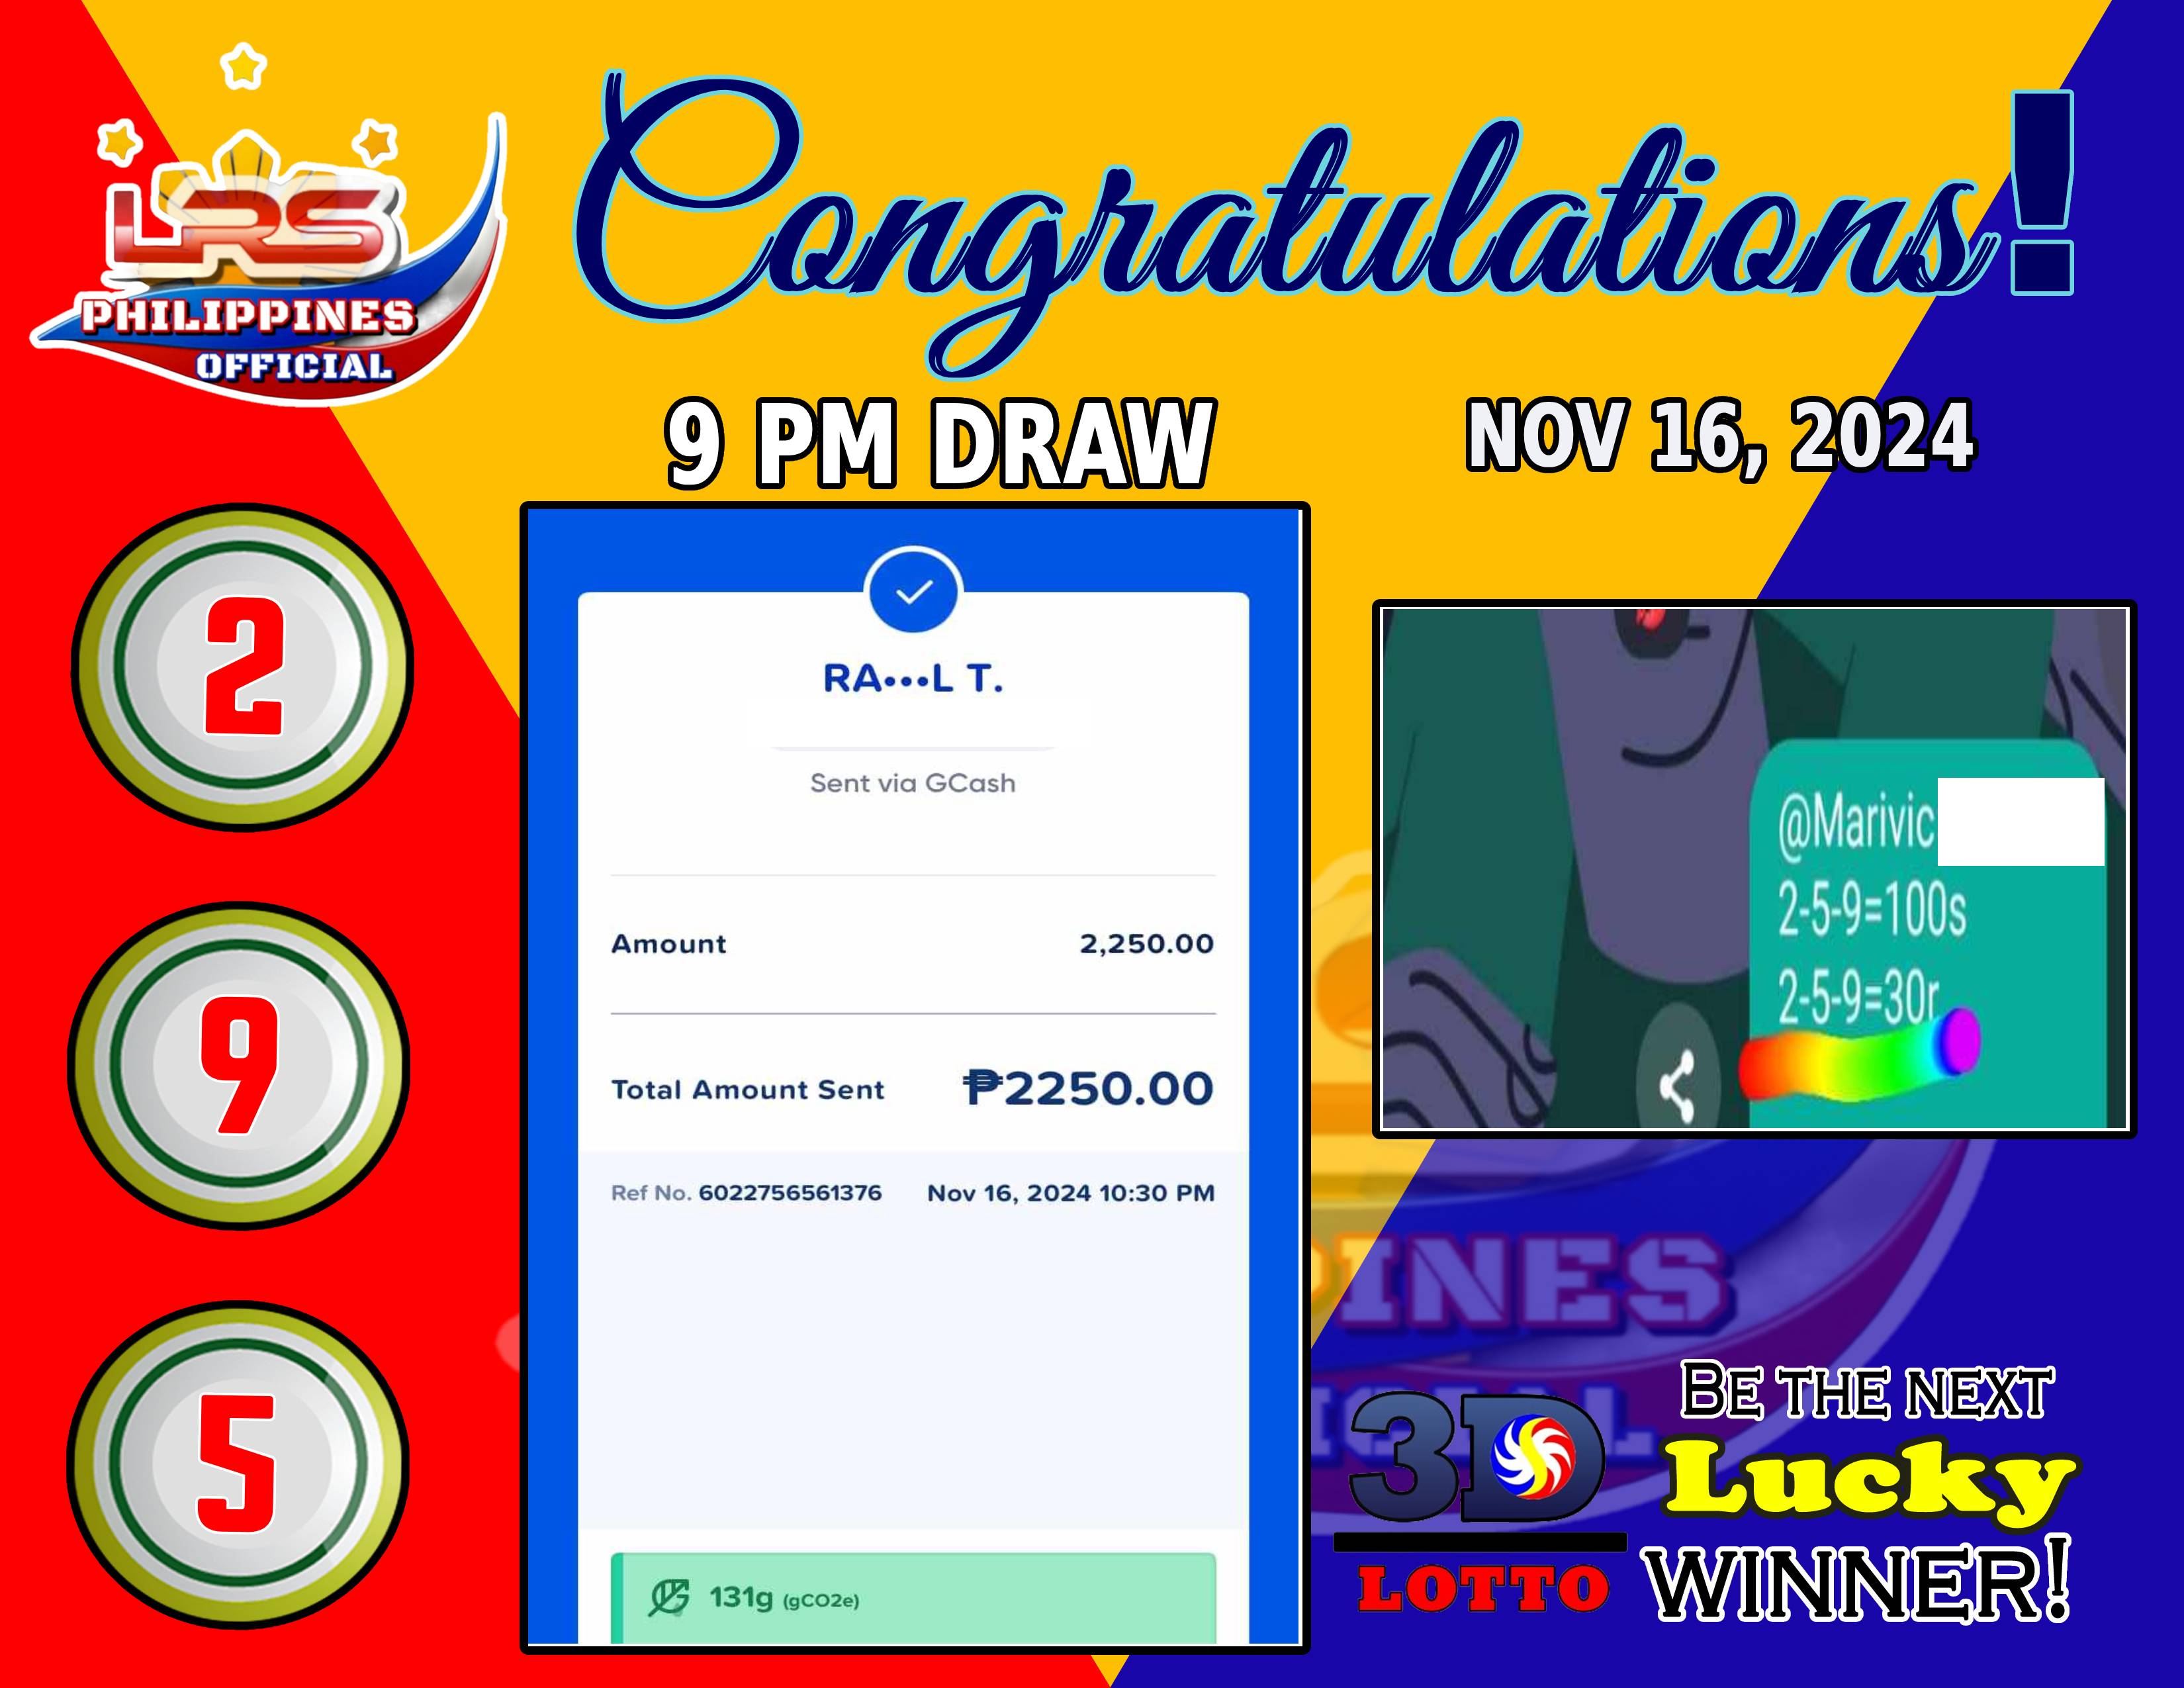 LRS
PHILIPPINES
OFFICIAL
Congratulations!
9 PM DRAW
NOV 16, 2024
2
9
5
RA•••L T.
Sent via GCash
Amount 2,250.00
Total Amount Sent ₱2250.00
Ref No. 6022756561376 Nov 16, 2024 10:30 PM
131g (gCO2e)
@Marivic
2-5-9=100s
2-5-9=30r
PINES
3D
LOTTO
BE THE NEXT
Lucky
WINNER!